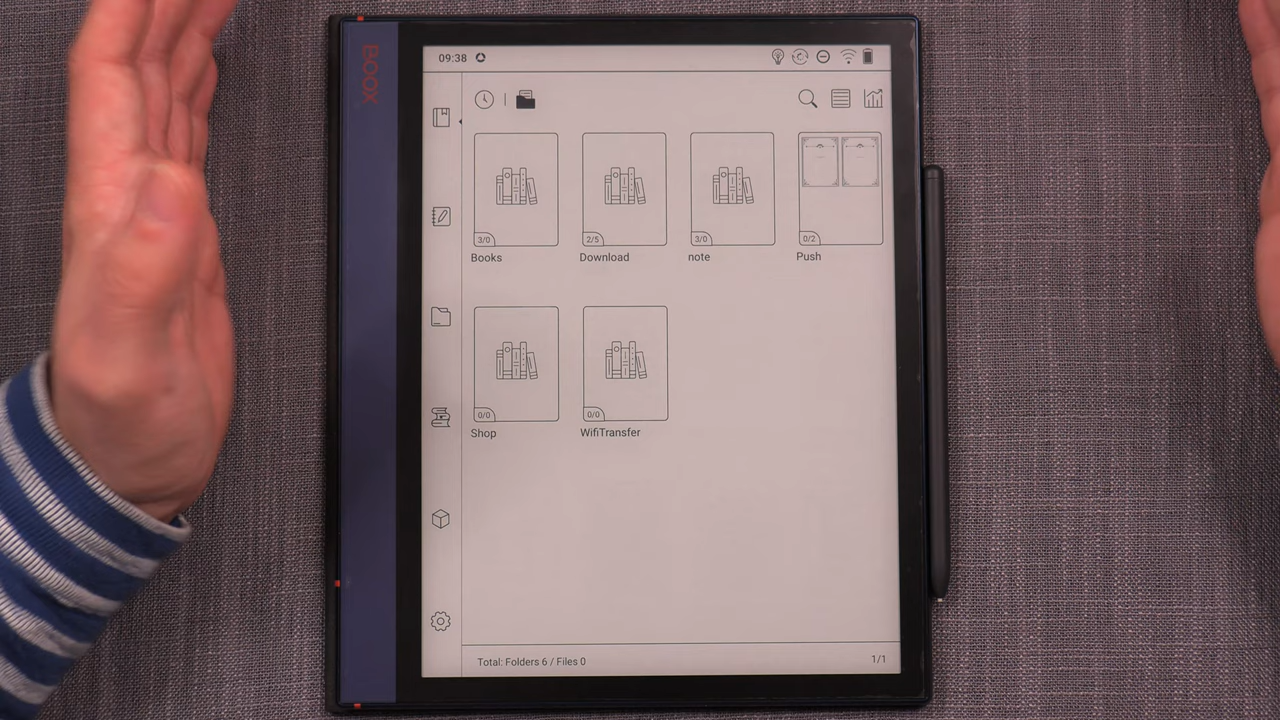 BOOX
09:38
3/0
2/5
3/0
0/2
Books
Download
note
Push
0/0
0/0
Shop
WifiTransfer
Total: Folders 6 / Files 0
1/1